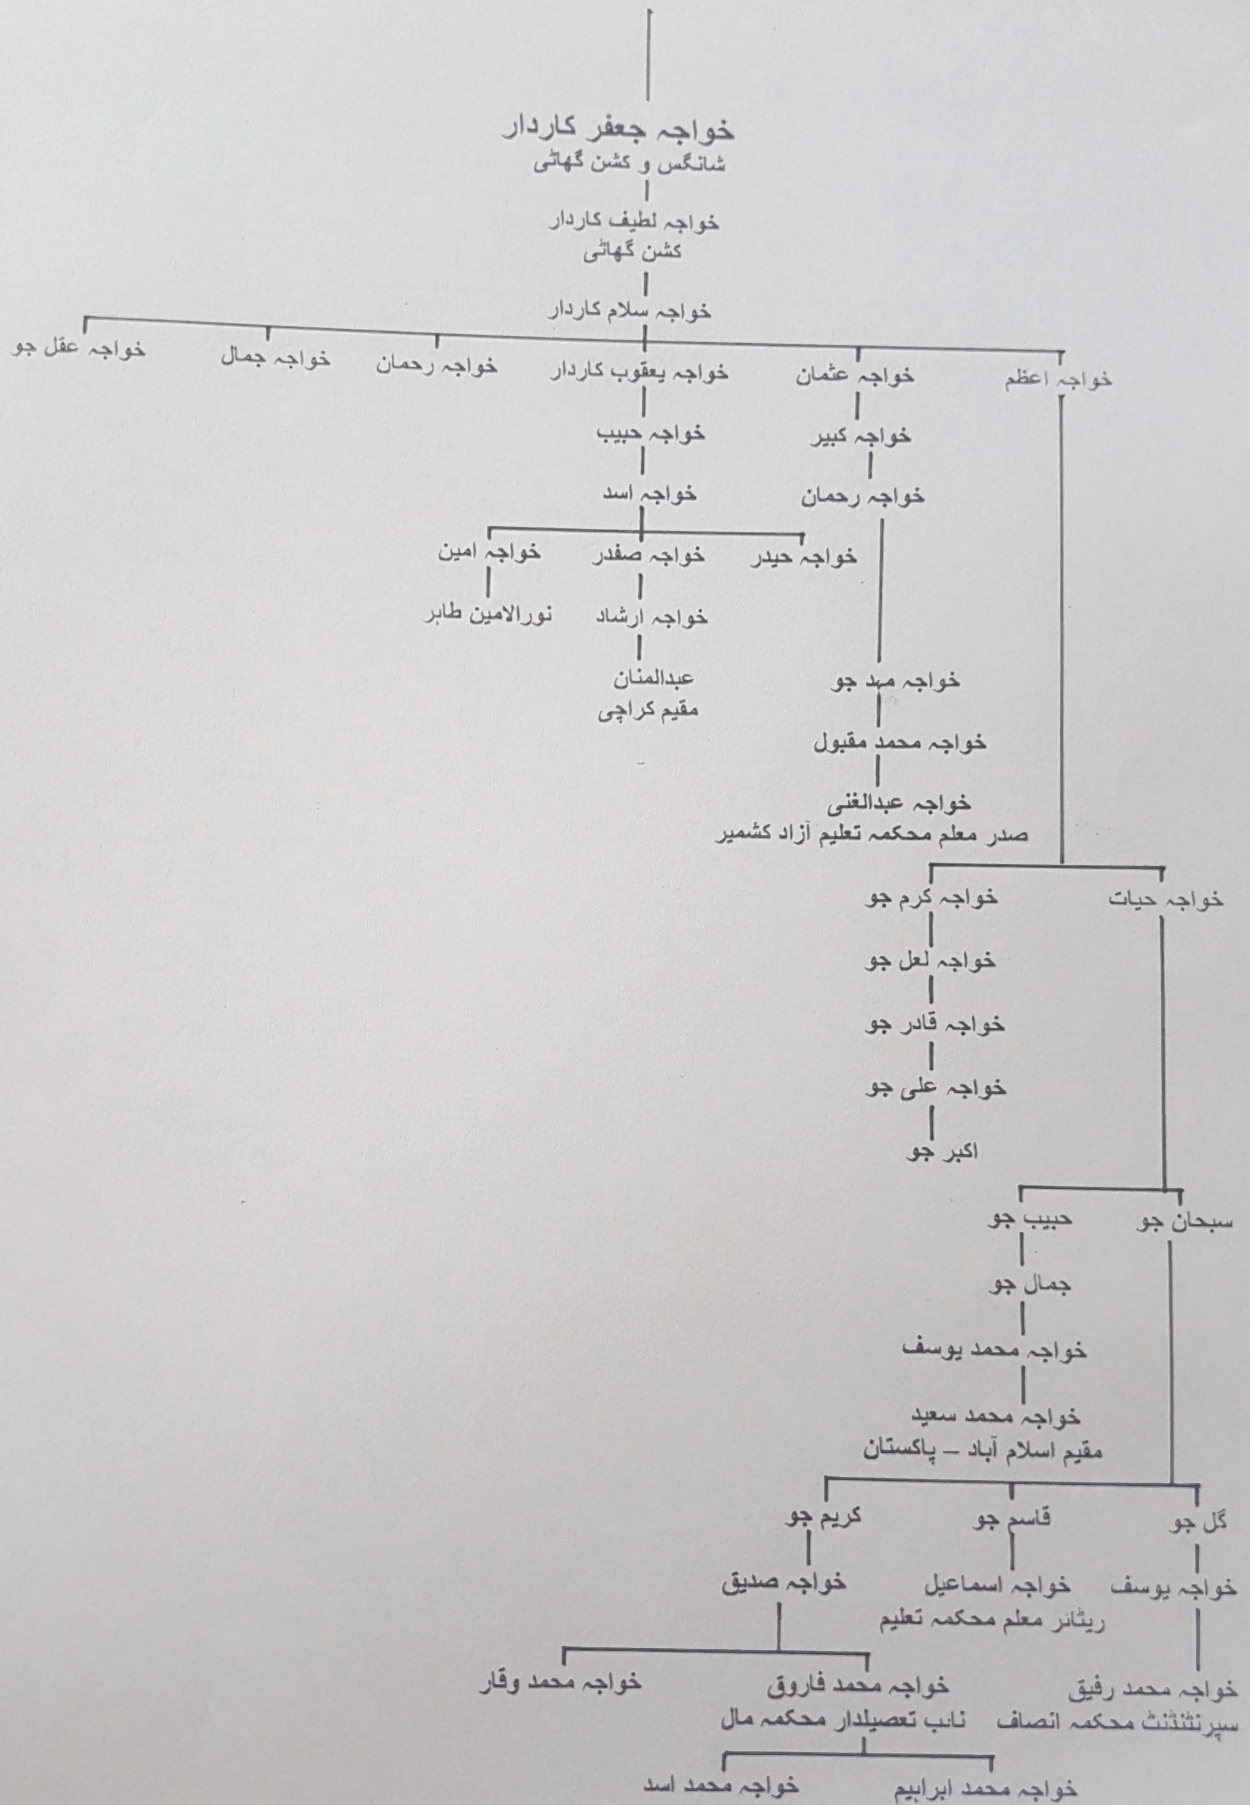 خواجہ جعفر کاردار
شانگس و کشن گھاٹی
خواجہ لطیف کاردار
کشن گھاٹی
خواجہ سلام کاردار
خواجہ اعظم خواجہ عثمان خواجہ یعقوب کاردار خواجہ رحمان خواجہ جمال خواجہ عقل جو
خواجہ کبیر خواجہ حبیب
خواجہ رحمان خواجہ اسد
خواجہ حیدر خواجہ صفدر خواجہ امین
خواجہ ارشاد نورالامین طاہر
خواجہ مہد جو عبدالمنان
مقیم کراچی
خواجہ محمد مقبول
خواجہ عبدالغنی
صدر معلم محکمہ تعلیم آزاد کشمیر
خواجہ حیات خواجہ کرم جو
خواجہ لعل جو
خواجہ قادر جو
خواجہ علی جو
اکبر جو
سبحان جو حبیب جو
جمال جو
خواجہ محمد یوسف
خواجہ محمد سعید
مقیم اسلام آباد – پاکستان
گل جو قاسم جو کریم جو
خواجہ یوسف خواجہ اسماعیل خواجہ صدیق
ریٹائر معلم محکمہ تعلیم
خواجہ محمد رفیق خواجہ محمد فاروق خواجہ محمد وقار
سپرنٹنڈنٹ محکمہ انصاف نائب تعصیلدار محکمہ مال
خواجہ محمد ابراہیم خواجہ محمد اسد